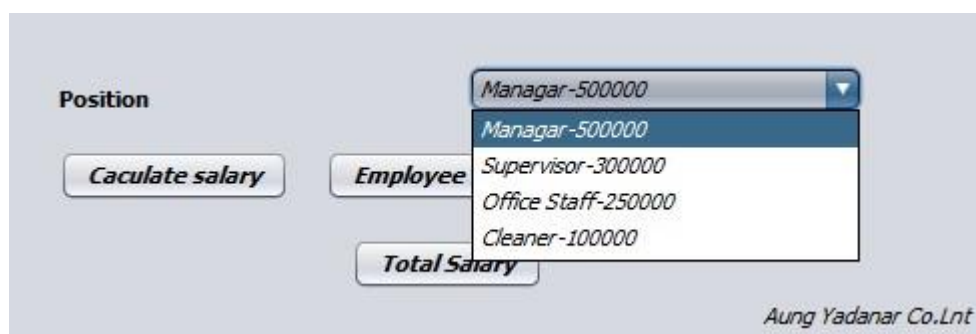 Position
Managar-500000
Managar-500000
Supervisor-300000
Office Staff-250000
Cleaner-100000
Caculate salary
Employee
Total Salary
Aung Yadanar Co.Lnt